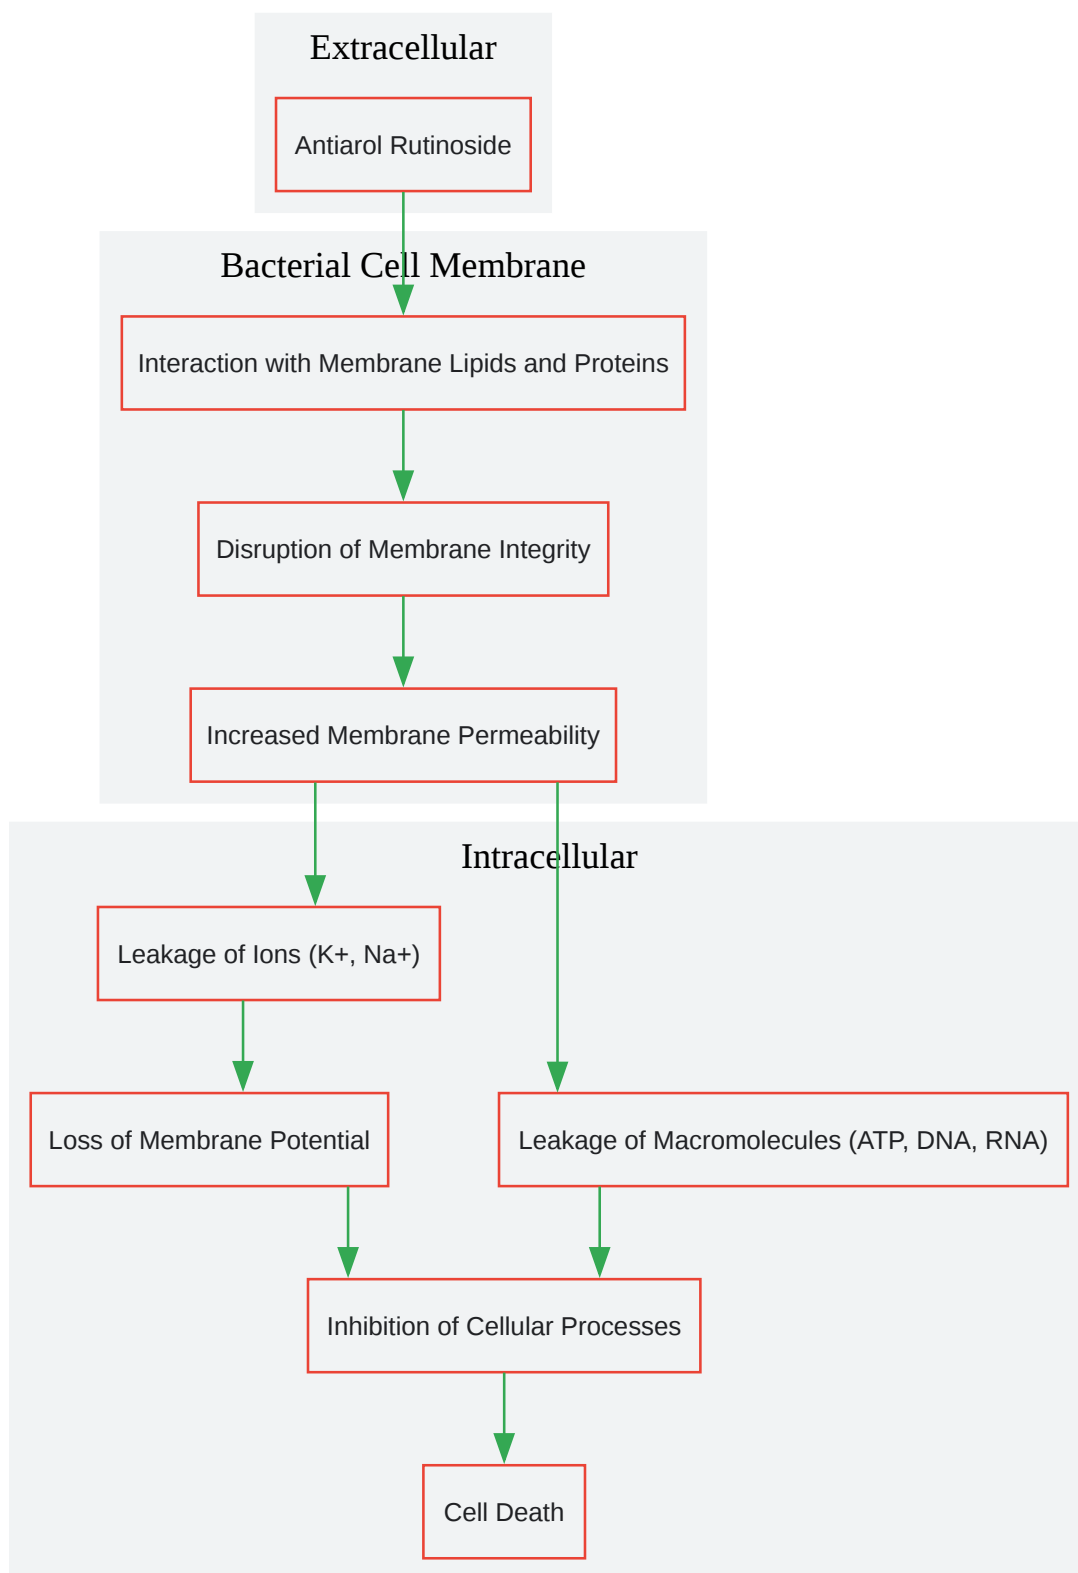 Extracellular
Antiarol Rutinoside
Bacterial Cell Membrane
Interaction with Membrane Lipids and Proteins
Disruption of Membrane Integrity
Increased Membrane Permeability
Intracellular
Leakage of Ions (K+, Na+)
Loss of Membrane Potential
Leakage of Macromolecules (ATP, DNA, RNA)
Inhibition of Cellular Processes
Cell Death